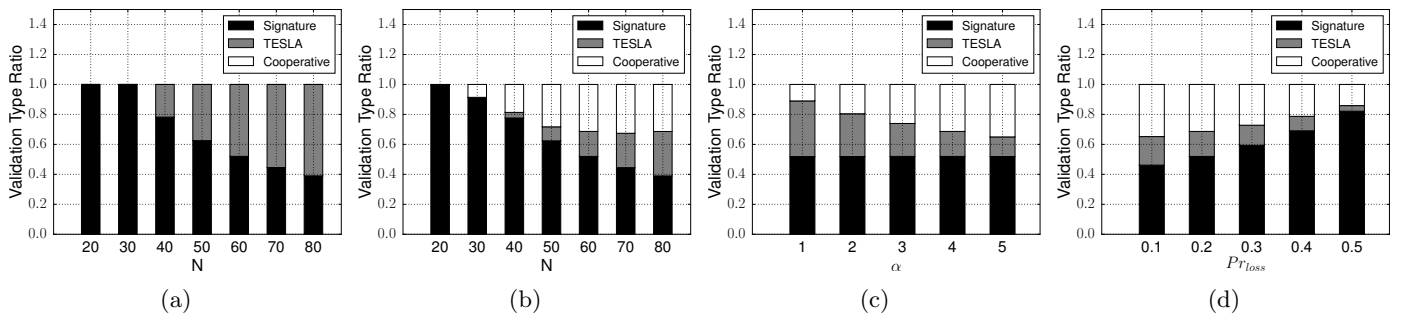 Validation Type Ratio
1.4
1.2
1.0
0.8
0.6
0.4
0.2
0.0
Signature
TESLA
Cooperative
20 30 40 50 60 70 80
N
(a)
Validation Type Ratio
1.4
1.2
1.0
0.8
0.6
0.4
0.2
0.0
Signature
TESLA
Cooperative
20 30 40 50 60 70 80
N
(b)
Validation Type Ratio
1.4
1.2
1.0
0.8
0.6
0.4
0.2
0.0
Signature
TESLA
Cooperative
1 2 3 4 5
α
(c)
Validation Type Ratio
1.4
1.2
1.0
0.8
0.6
0.4
0.2
0.0
Signature
TESLA
Cooperative
0.1 0.2 0.3 0.4 0.5
Pr_loss
(d)